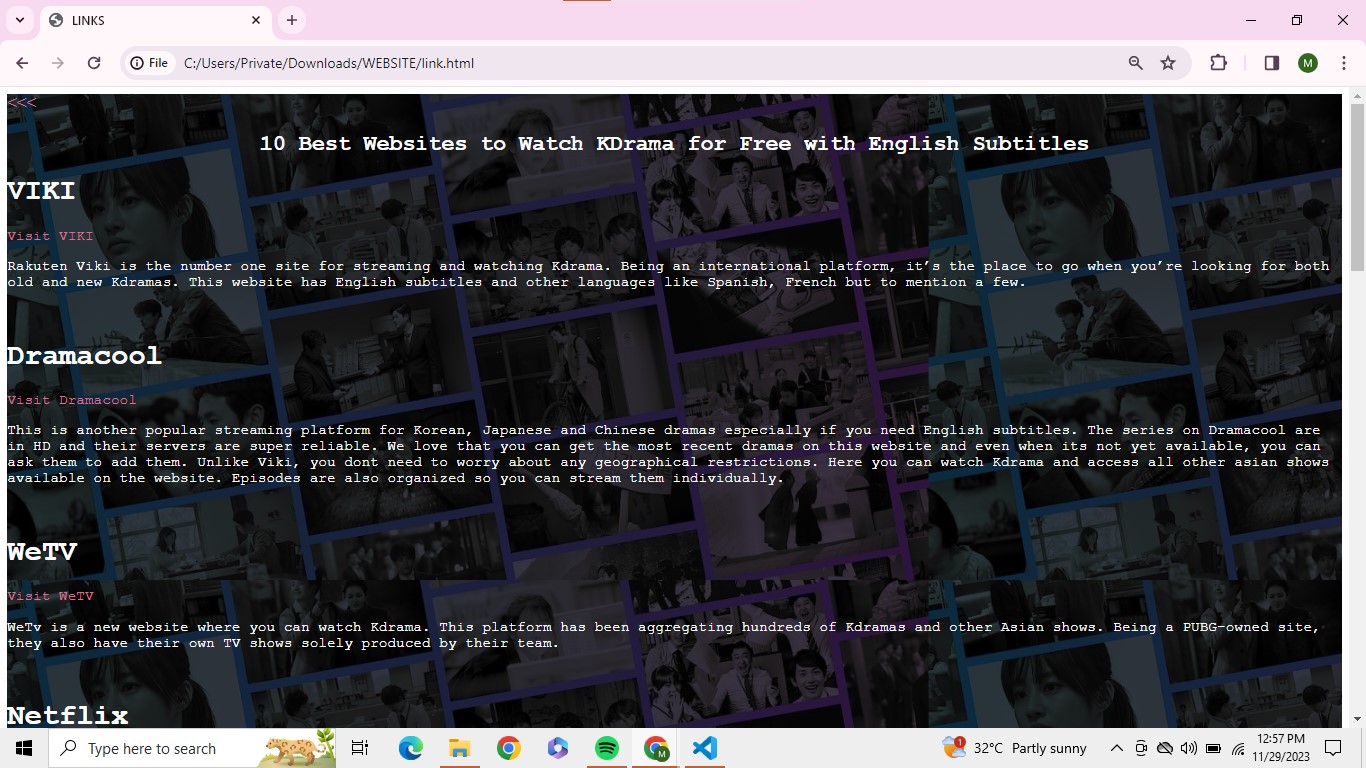 LINKS
File
C:/Users/Private/Downloads/WEBSITE/link.html
M
<<<
10 Best Websites to Watch KDrama for Free with English Subtitles
VIKI
Visit VIKI
Rakuten Viki is the number one site for streaming and watching Kdrama. Being an international platform, it’s the place to go when you’re looking for both
old and new Kdramas. This website has English subtitles and other languages like Spanish, French but to mention a few.
Dramacool
Visit Dramacool
This is another popular streaming platform for Korean, Japanese and Chinese dramas especially if you need English subtitles. The series on Dramacool are
in HD and their servers are super reliable. We love that you can get the most recent dramas on this website and even when its not yet available, you can
ask them to add them. Unlike Viki, you dont need to worry about any geographical restrictions. Here you can watch Kdrama and access all other asian shows
available on the website. Episodes are also organized so you can stream them individually.
WeTV
Visit WeTV
WeTv is a new website where you can watch Kdrama. This platform has been aggregating hundreds of Kdramas and other Asian shows. Being a PUBG-owned site,
they also have their own TV shows solely produced by their team.
Netflix
Type here to search
M
1
32°C Partly sunny
12:57 PM
11/29/2023